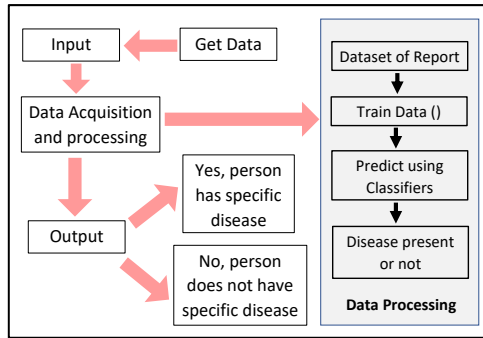 Input
Get Data
Data Acquisition
and processing
Output
Yes, person
has specific
disease
No, person
does not have
specific disease
Dataset of Report
Train Data ()
Predict using
Classifiers
Disease present
or not
Data Processing